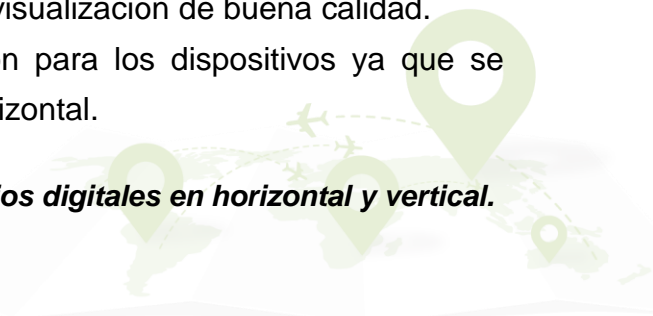 visualización de buena calidad.
para los dispositivos ya que se
izontal.
os digitales en horizontal y vertical.